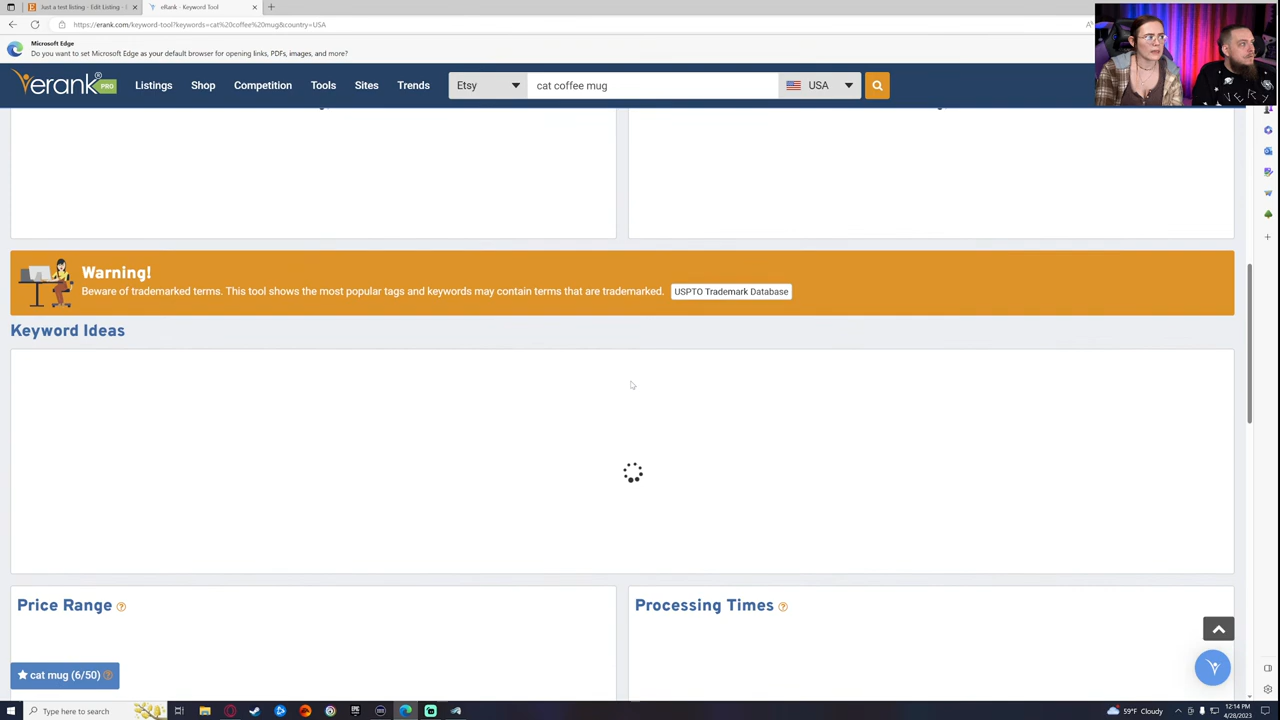 Just a test listing - Edit Listing -
eRank - Keyword Tool
https://erank.com/keyword-tool?keywords=cat%20coffee%20mug&country=USA
Microsoft Edge
Do you want to set Microsoft Edge as your default browser for opening links, PDFs, images, and more?
erank PRO
Listings Shop Competition Tools Sites Trends
Etsy cat coffee mug USA
VERY
Warning!
Beware of trademarked terms. This tool shows the most popular tags and keywords may contain terms that are trademarked. USPTO Trademark Database
Keyword Ideas
Price Range ?
Processing Times ?
cat mug (6/50) ?
Type here to search
59°F Cloudy
12:14 PM
4/28/2023